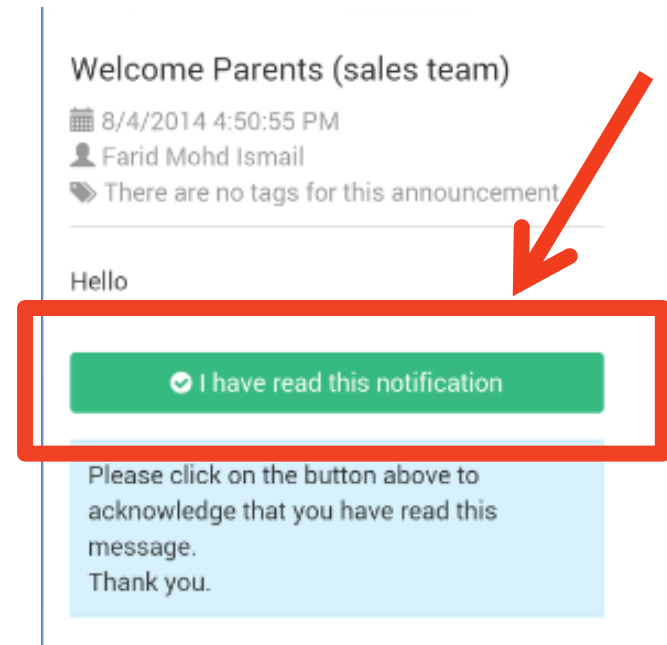 Welcome Parents (sales team)
8/4/2014 4:50:55 PM
Farid Mohd Ismail
There are no tags for this announcement
Hello
I have read this notification
Please click on the button above to
acknowledge that you have read this
message.
Thank you.